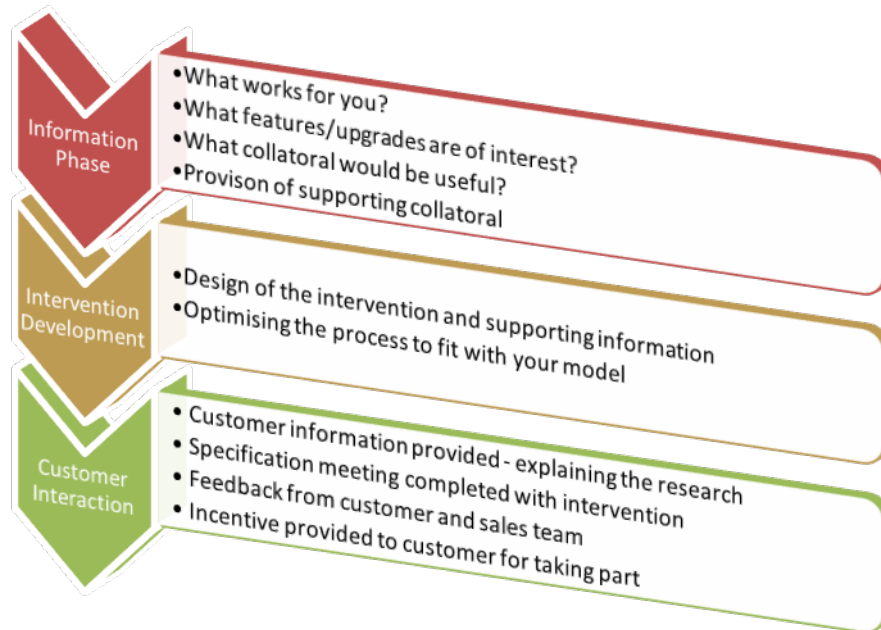 Information
Phase
•What works for you?
•What features/upgrades are of interest?
•What collatoral would be useful?
•Provison of supporting collatoral
Intervention
Development
•Design of the intervention and supporting information
•Optimising the process to fit with your model
Customer
Interaction
• Customer information provided - explaining the research
• Specification meeting completed with intervention
• Feedback from customer and sales team
• Incentive provided to customer for taking part